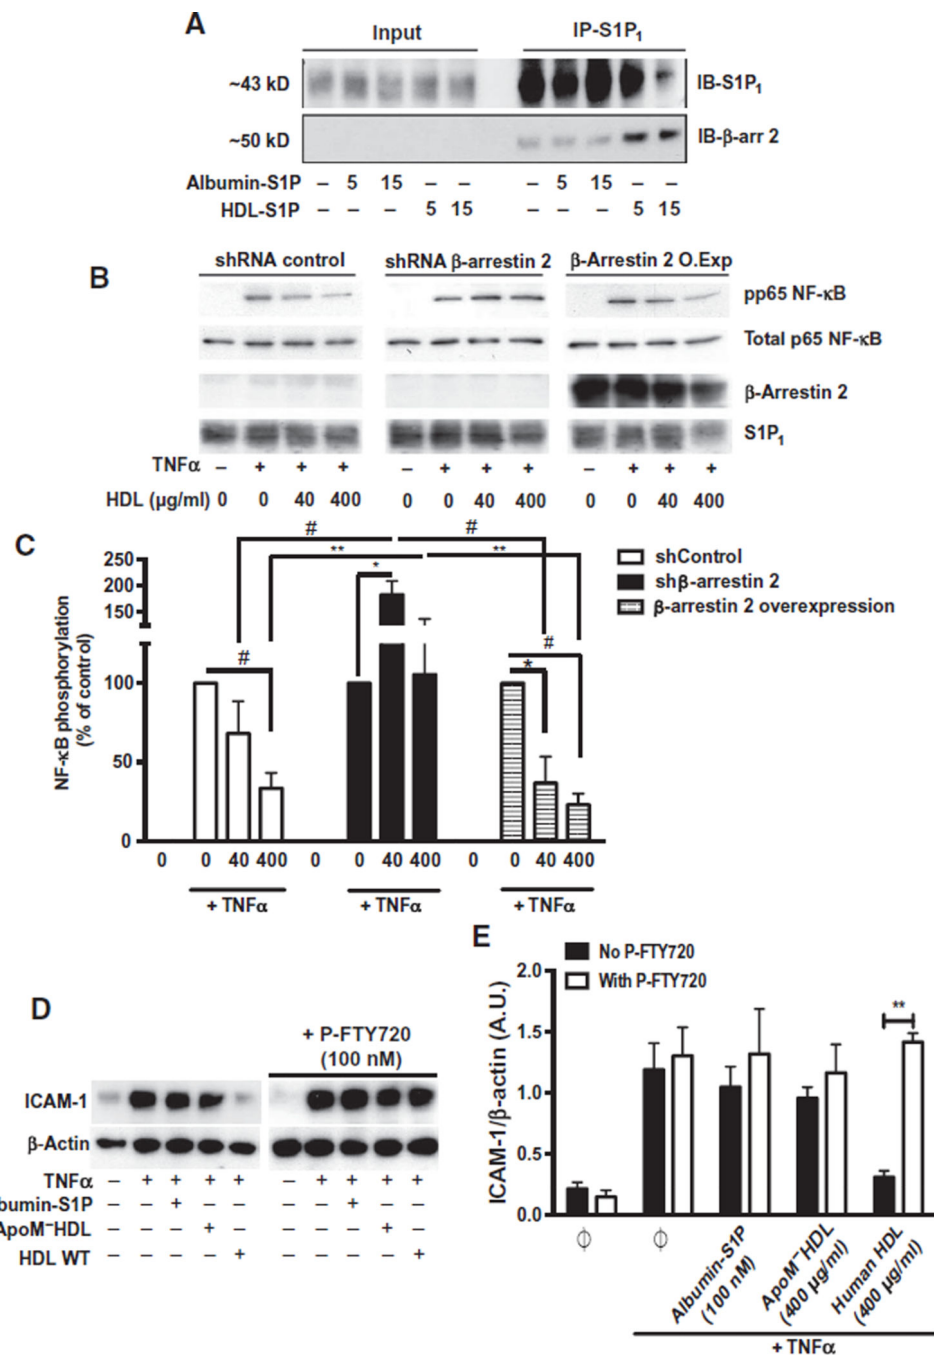 A
Input IP-S1P1
~43 kD IB-S1P1
~50 kD IB-β-arr 2
Albumin-S1P – 5 15 – – – 5 15 – –
HDL-S1P – – – 5 15 – – – 5 15
B
shRNA control shRNA β-arrestin 2 β-Arrestin 2 O.Exp
pp65 NF-κB
Total p65 NF-κB
β-Arrestin 2
S1P1
TNFα – + + + – + + + – + + +
HDL (μg/ml) 0 0 40 400 0 0 40 400 0 0 40 400
C
# #
** **
*
# #
*
shControl
shβ-arrestin 2
β-arrestin 2 overexpression
NF-κB phosphorylation
(% of control)
250
200
150
100
50
0
0 0 40 400 0 0 40 400 0 0 40 400
+ TNFα + TNFα + TNFα
D
+ P-FTY720
(100 nM)
ICAM-1
β-Actin
TNFα – + + + + – + + + +
bumin-S1P – – + – – – – + – –
ApoM⁻HDL – – – + – – – – + –
HDL WT – – – – + – – – – +
E
No P-FTY720
With P-FTY720
**
ICAM-1/β-actin (A.U.)
2.0
1.5
1.0
0.5
0.0
⌽ ⌽
Albumin-S1P
(100 nM)
ApoM⁻HDL
(400 μg/ml)
Human HDL
(400 μg/ml)
+ TNFα